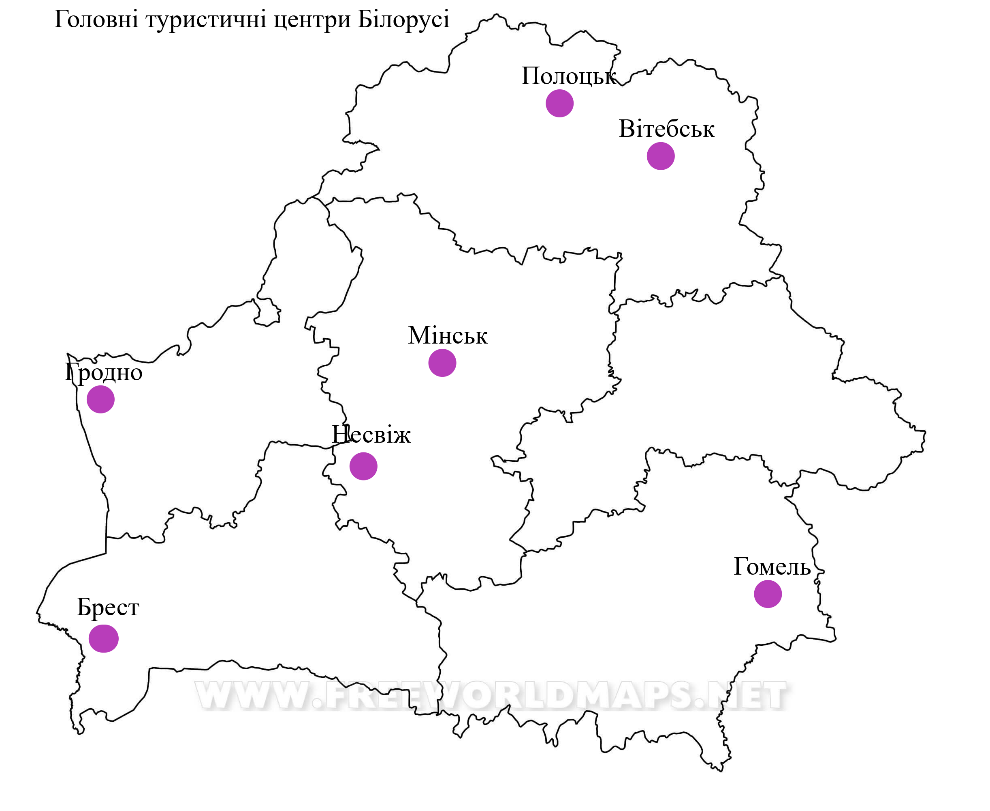 Головні туристичні центри Білорусі
Полоцьк
Вітебськ
Мінськ
Гродно
Несвіж
Гомель
Брест
WWW.FREEWORLDMAPS.NET